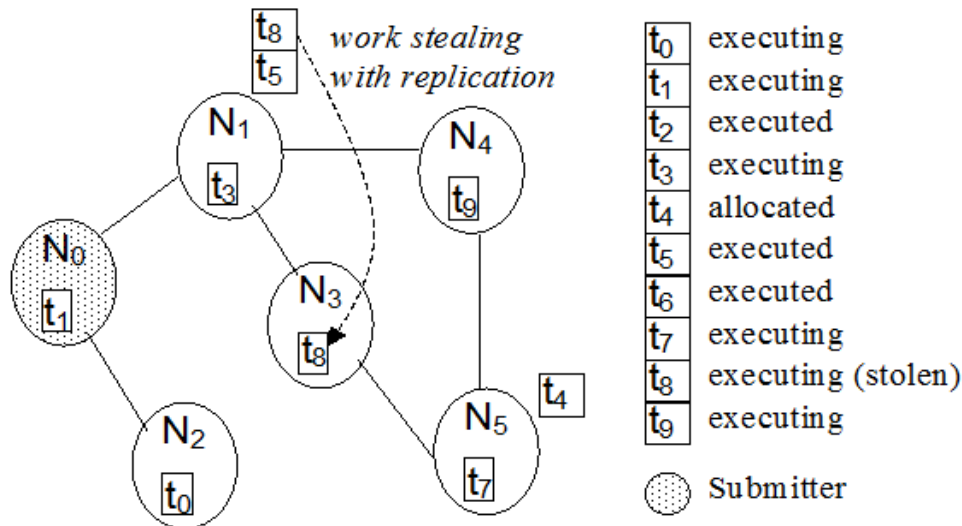 t8 work stealing
t5 with replication
N1
t3
N4
t9
N0
t1
N3
t8
N2
t0
N5
t7
t4
t0 executing
t1 executing
t2 executed
t3 executing
t4 allocated
t5 executed
t6 executed
t7 executing
t8 executing (stolen)
t9 executing
Submitter